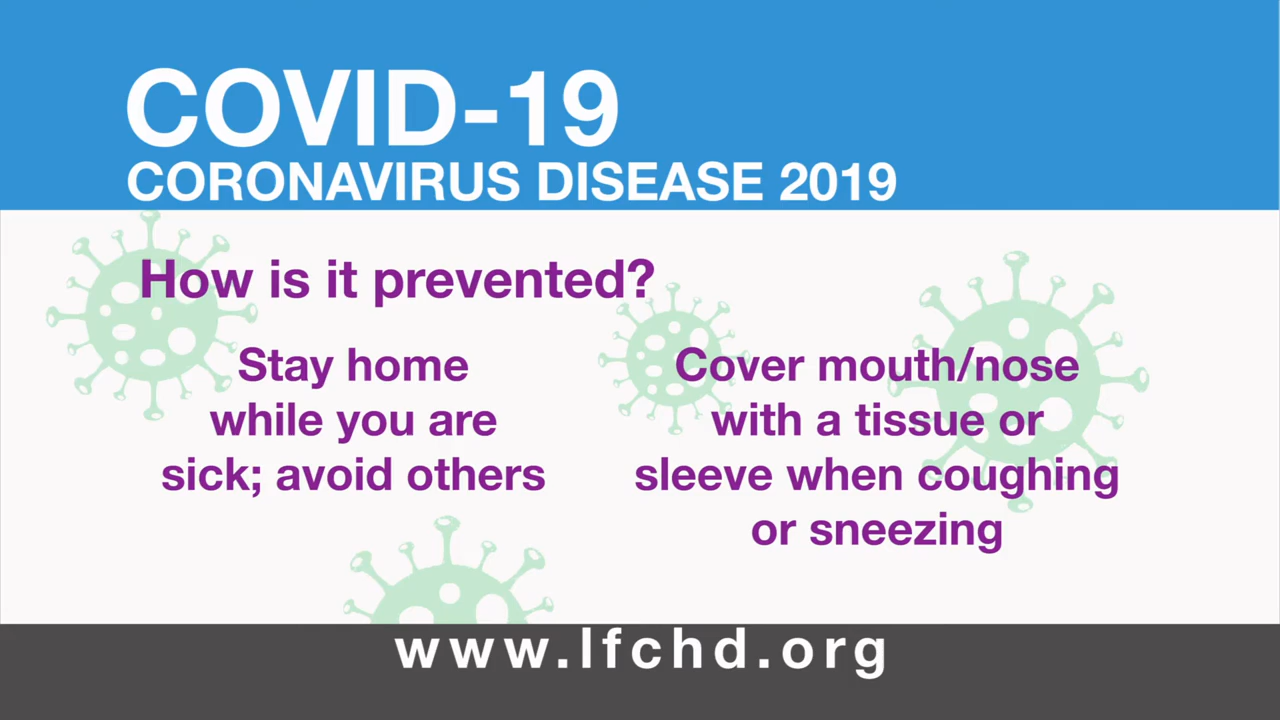 COVID-19
CORONAVIRUS DISEASE 2019
How is it prevented?
Stay home
while you are
sick; avoid others
Cover mouth/nose
with a tissue or
sleeve when coughing
or sneezing
www.lfchd.org